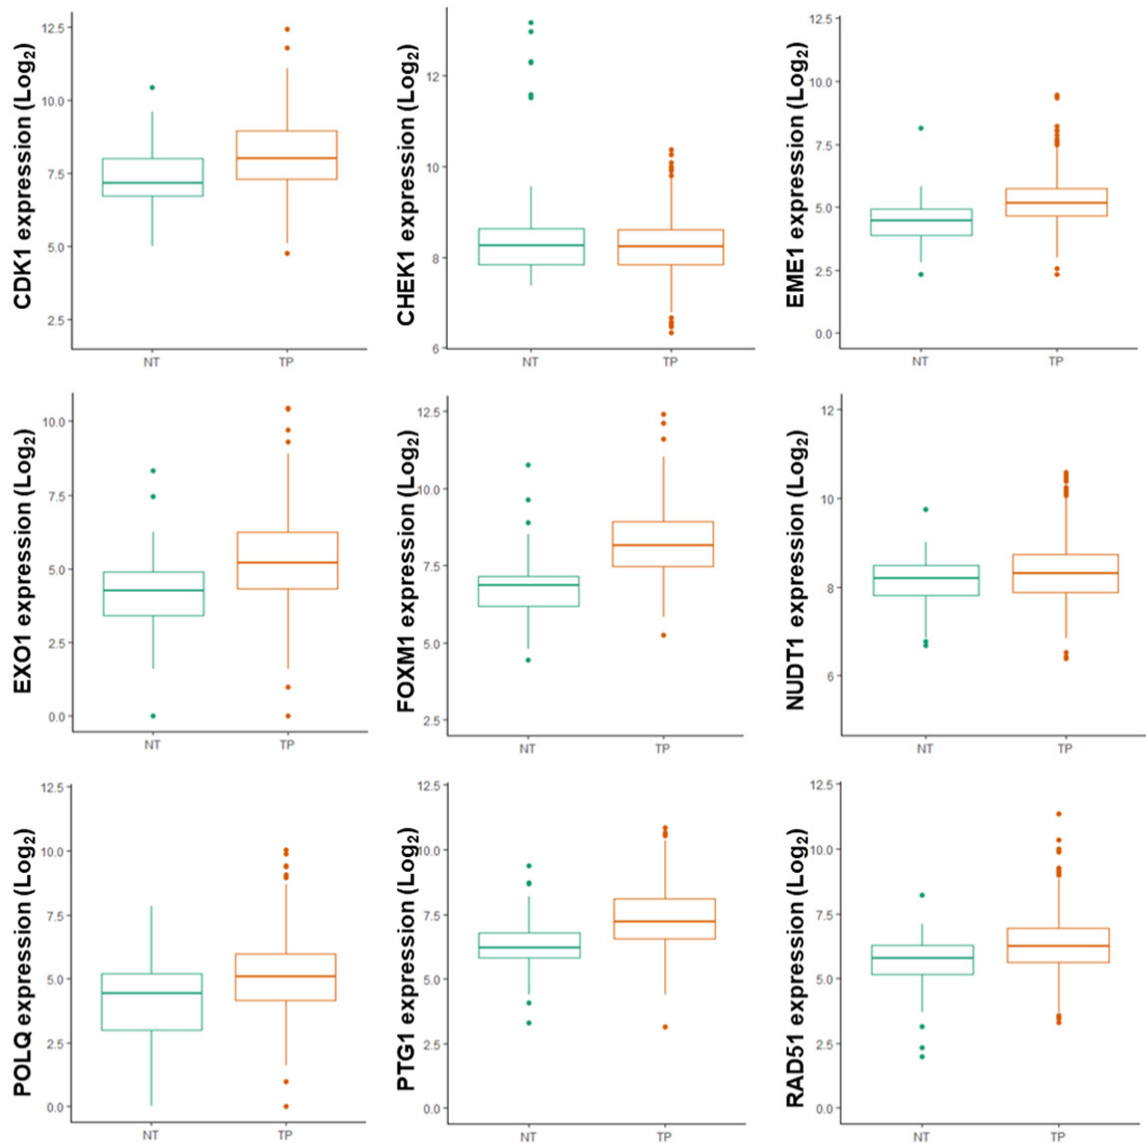 CDK1 expression (Log2)
12.5
10.0
7.5
5.0
2.5
NT
TP
CHEK1 expression (Log2)
12
10
8
6
NT
TP
EME1 expression (Log2)
12.5
10.0
7.5
5.0
2.5
0.0
NT
TP
EXO1 expression (Log2)
10.0
7.5
5.0
2.5
0.0
NT
TP
FOXM1 expression (Log2)
12.5
10.0
7.5
5.0
2.5
NT
TP
NUDT1 expression (Log2)
12
10
8
6
NT
TP
POLQ expression (Log2)
12.5
10.0
7.5
5.0
2.5
0.0
NT
TP
PTG1 expression (Log2)
12.5
10.0
7.5
5.0
2.5
0.0
NT
TP
RAD51 expression (Log2)
12.5
10.0
7.5
5.0
2.5
0.0
NT
TP